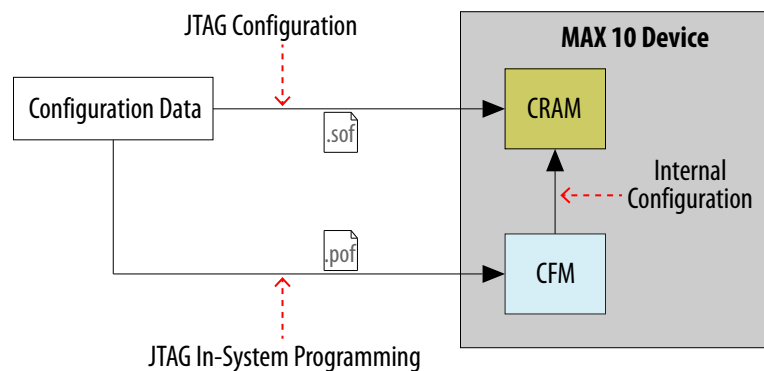 JTAG Configuration
MAX 10 Device
Configuration Data
CRAM
.sof
Internal
Configuration
.pof
CFM
JTAG In-System Programming